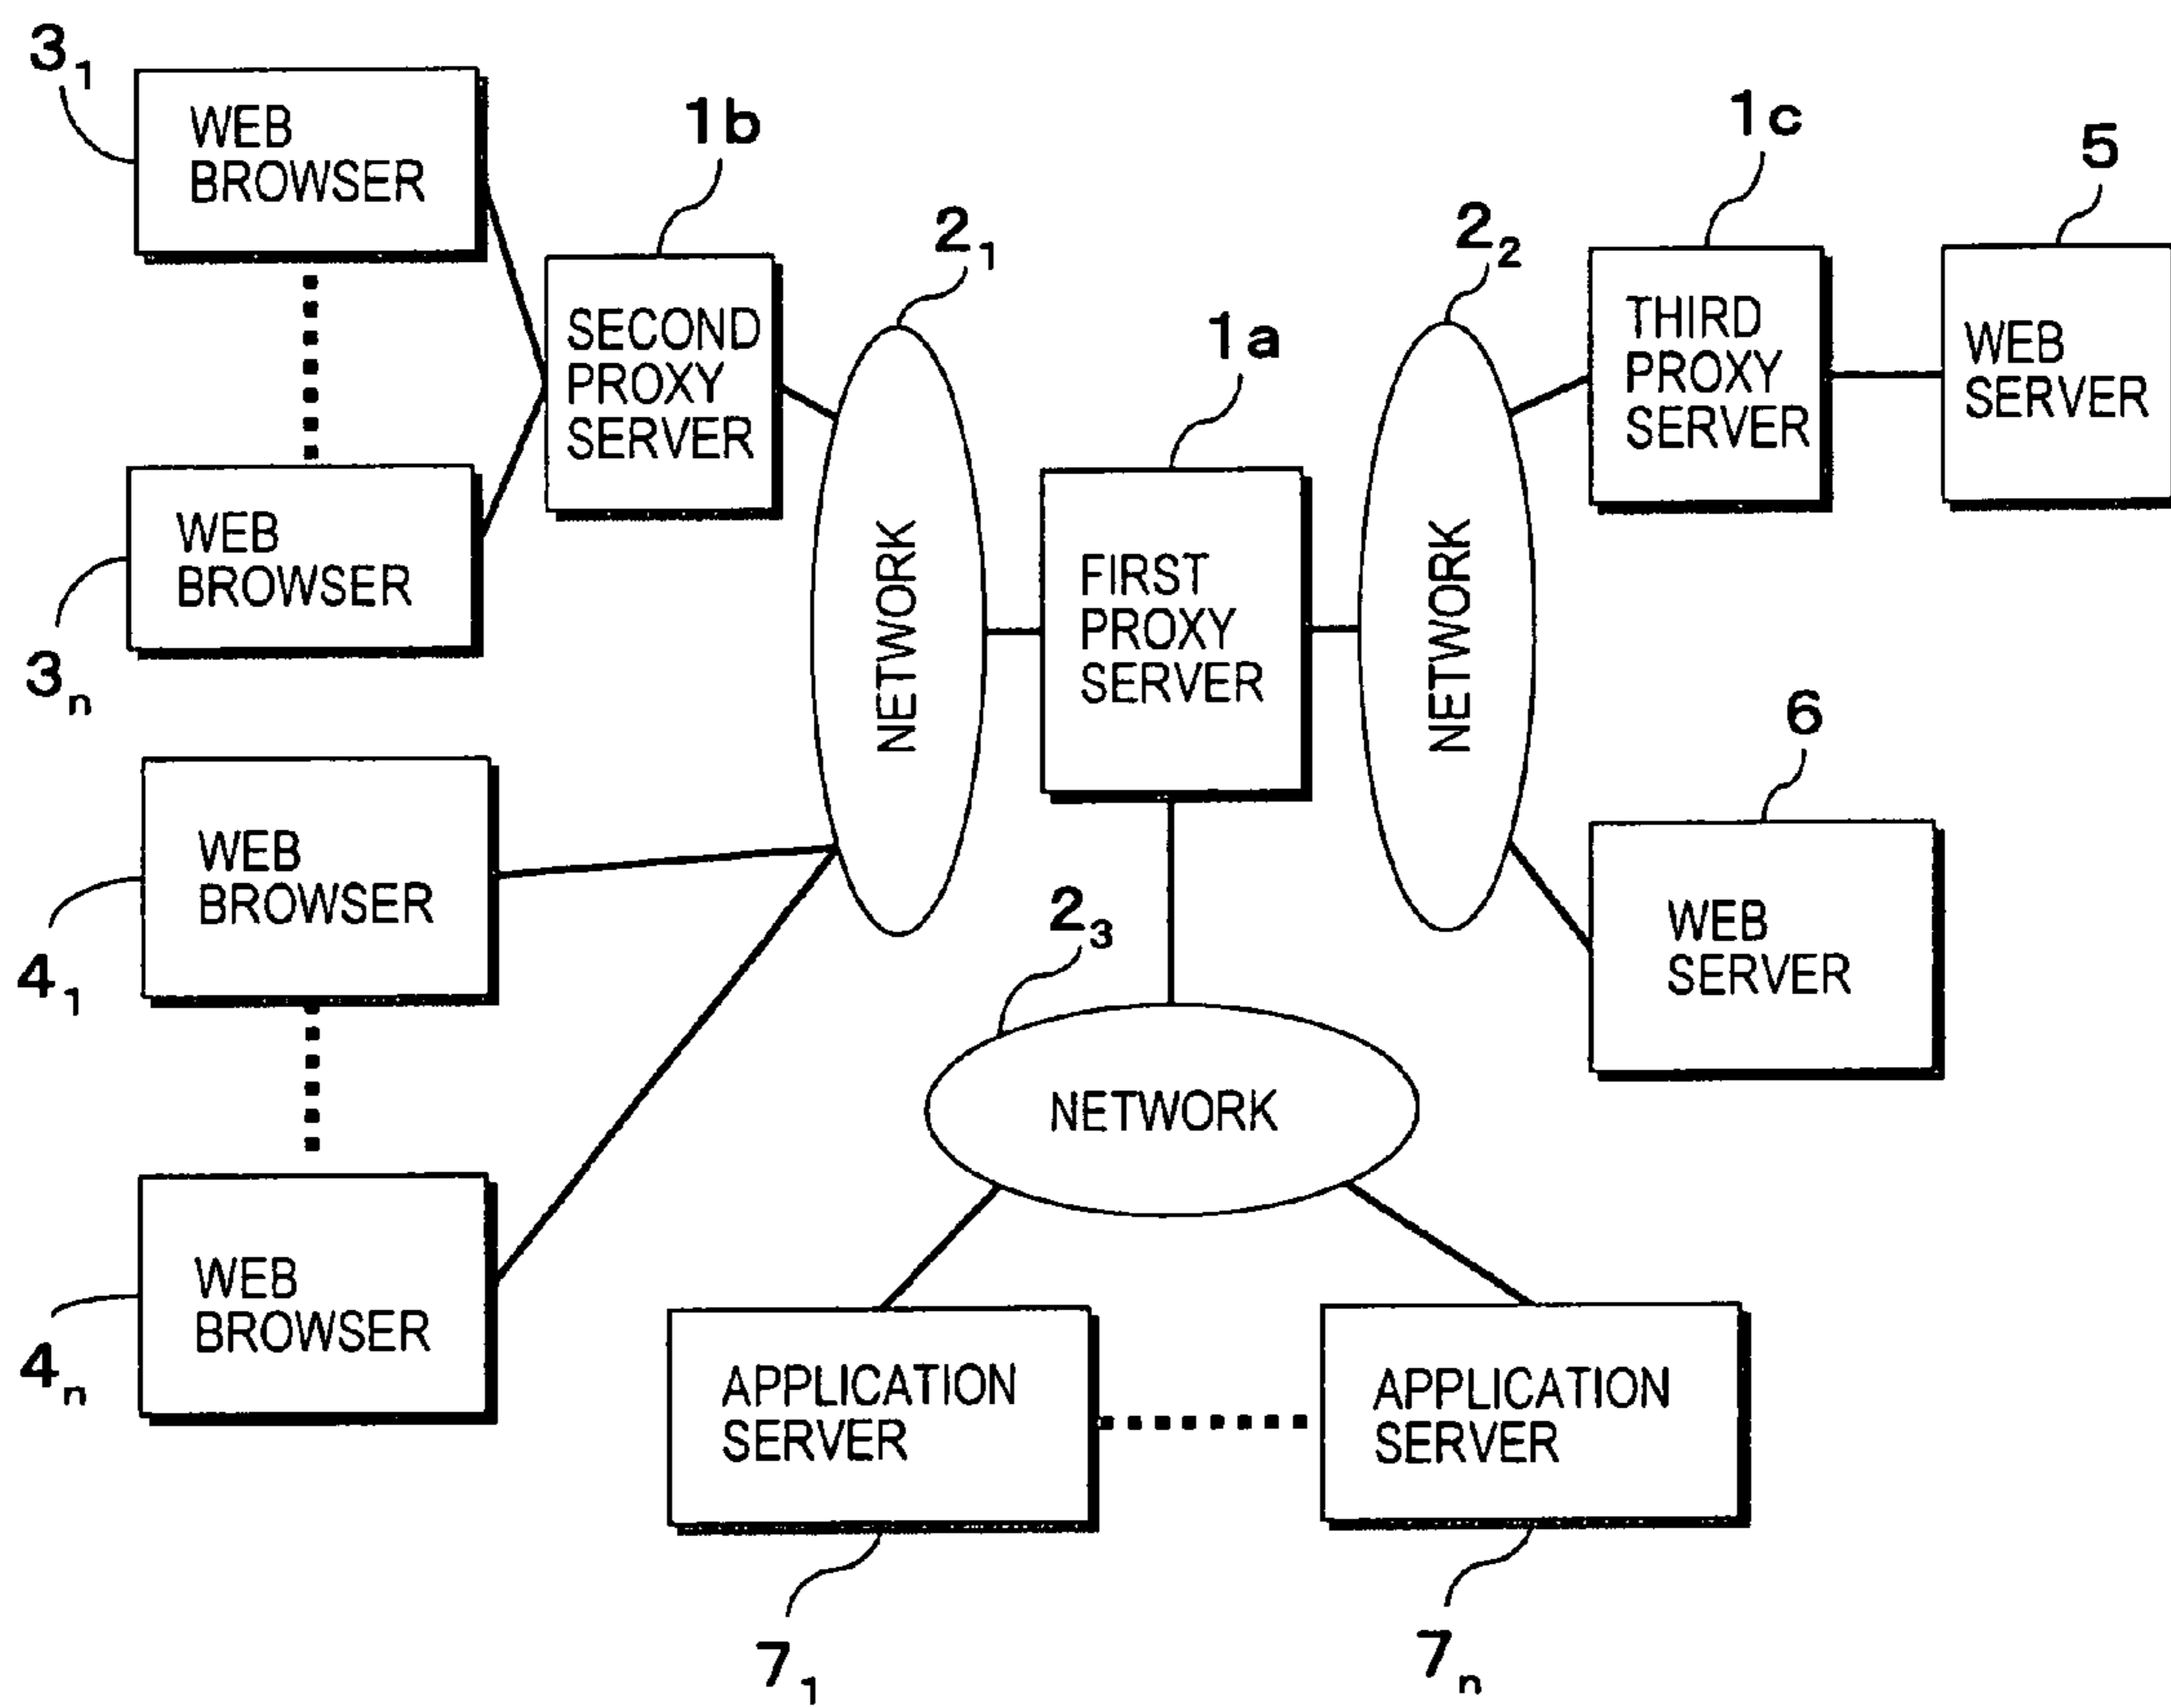 3₁
WEB
BROWSER
1b
1c
5
2₁
2₂
SECOND
PROXY
SERVER
1a
THIRD
PROXY
SERVER
WEB
SERVER
WEB
BROWSER
3ₙ
NETWORK
FIRST
PROXY
SERVER
NETWORK
6
WEB
BROWSER
4₁
2₃
WEB
SERVER
NETWORK
WEB
BROWSER
4ₙ
APPLICATION
SERVER
APPLICATION
SERVER
7₁
7ₙ